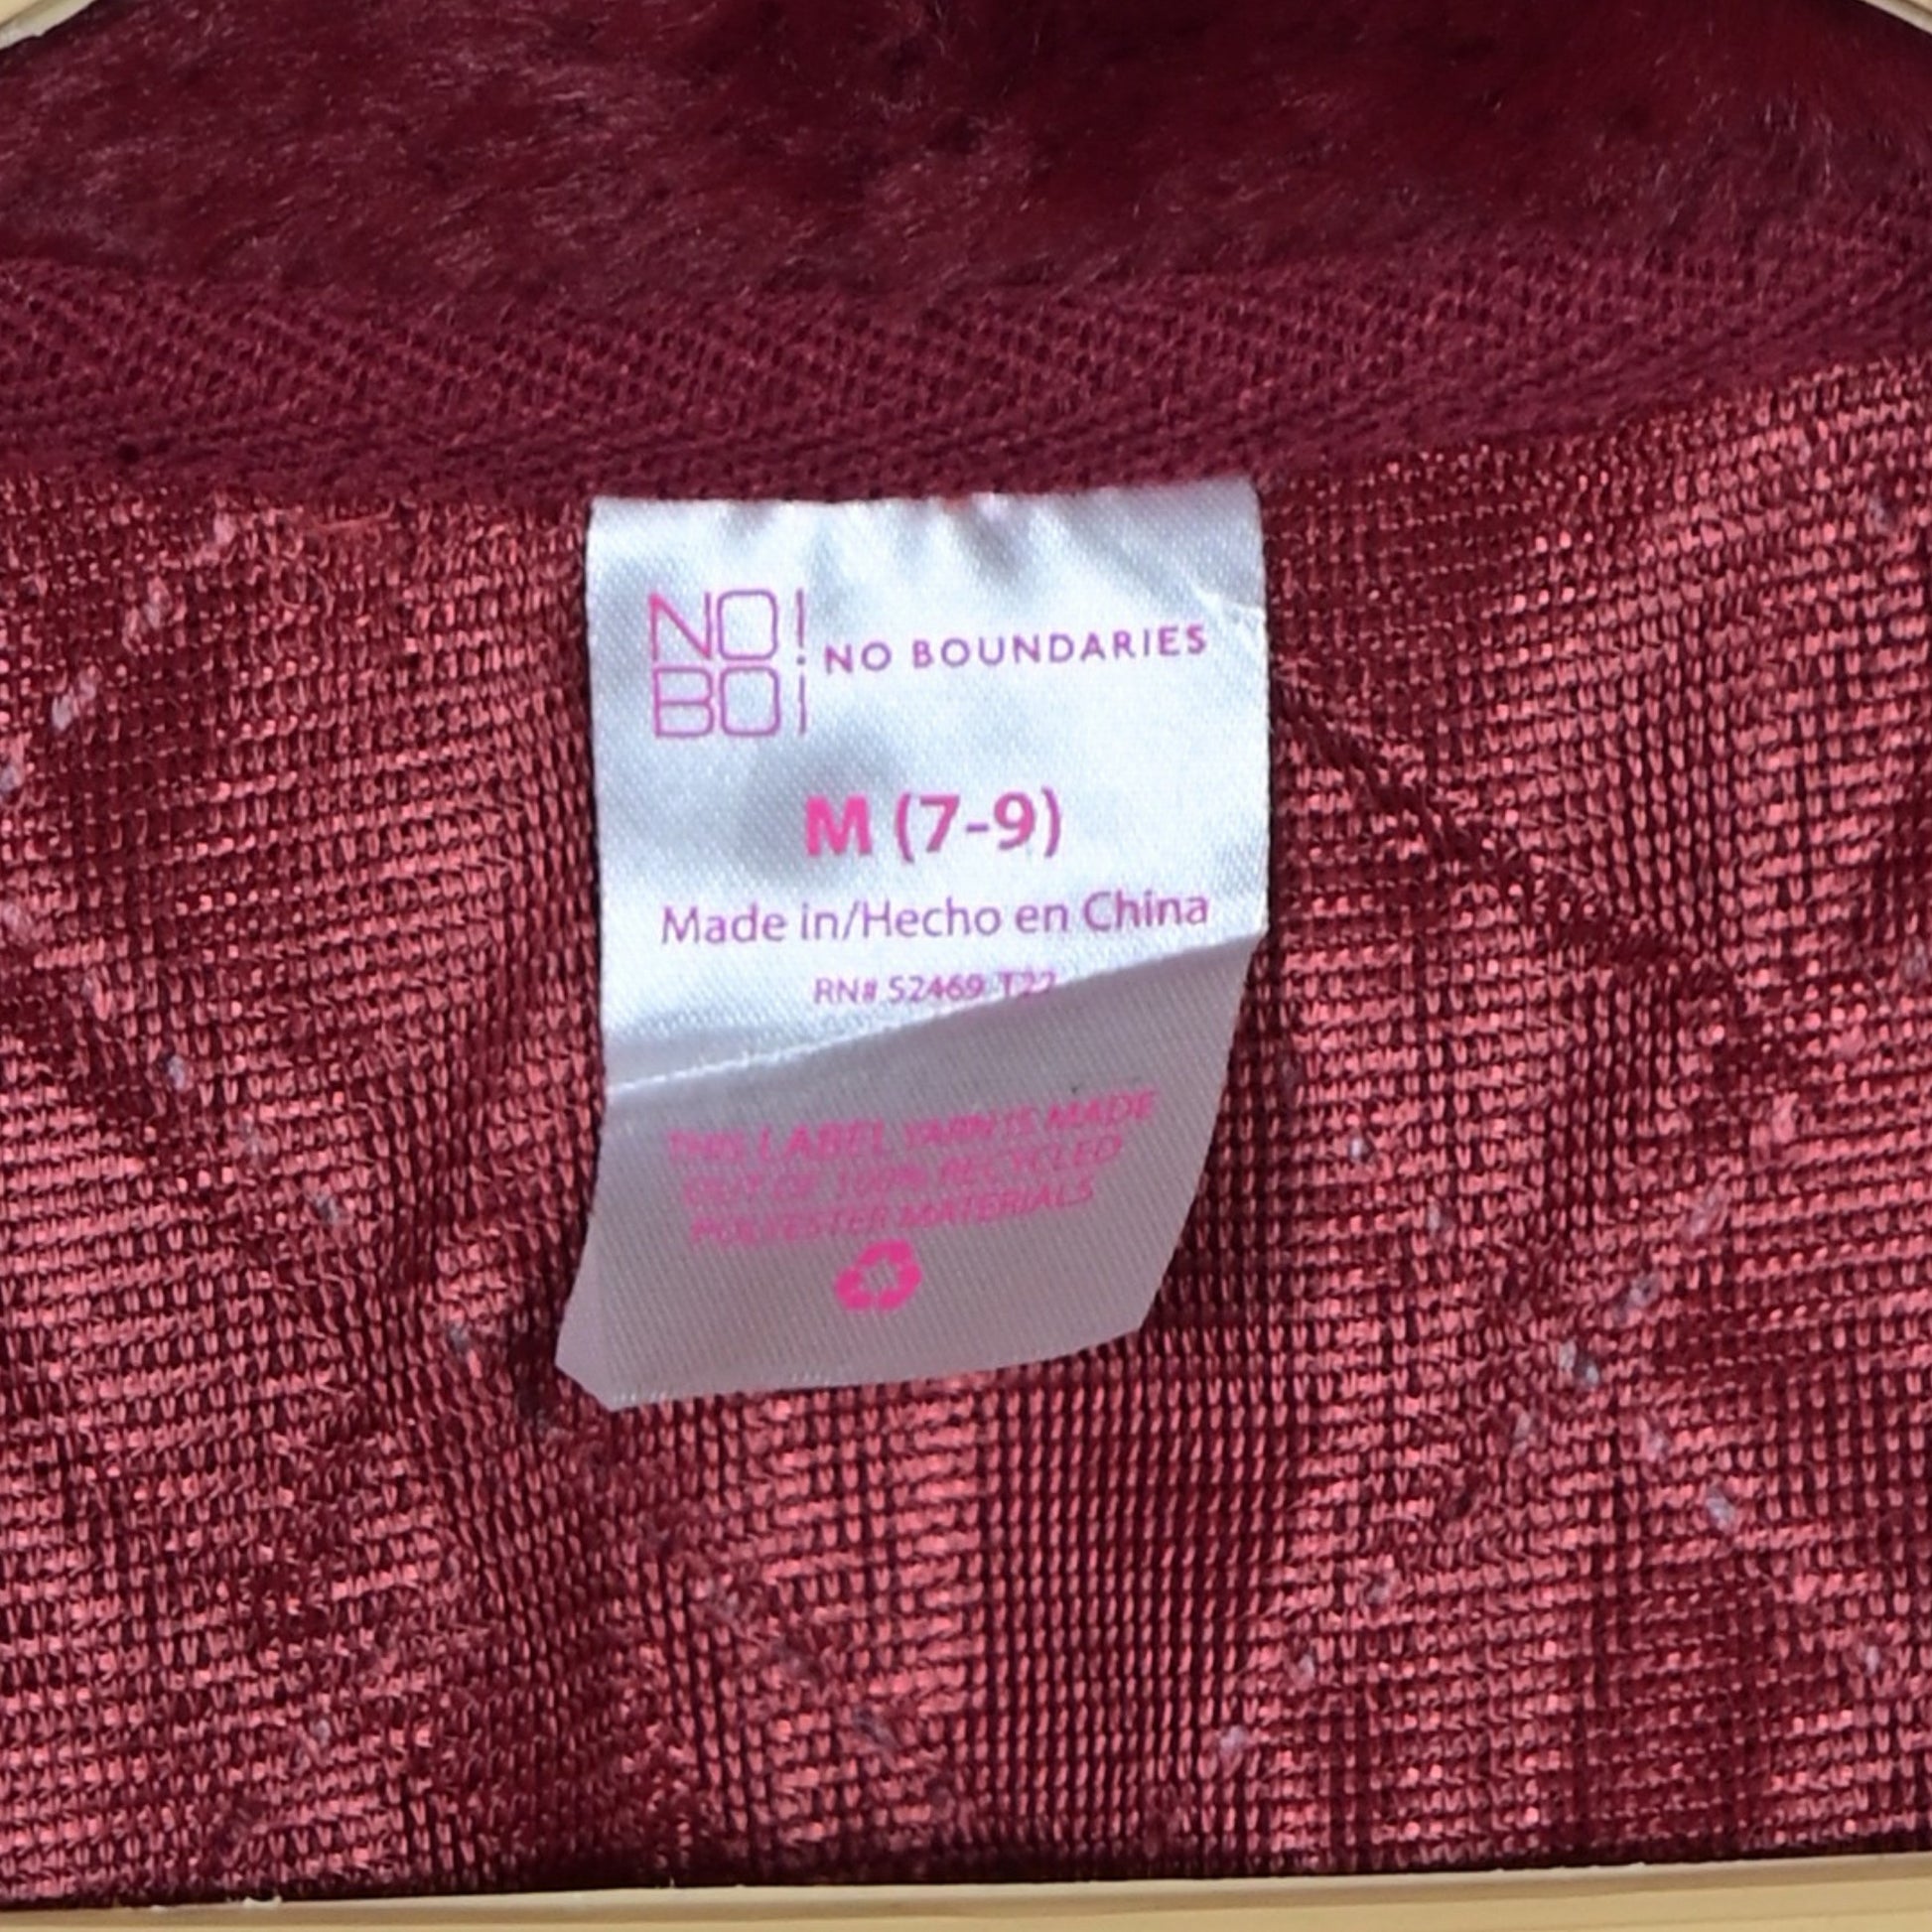 NO!
BO!
NO BOUNDARIES
M (7-9)
Made in/Hecho en China
RN# 52469 T22
THIS LABEL YARN IS MADE
OUT OF 100% RECYCLED
POLYESTER MATERIALS